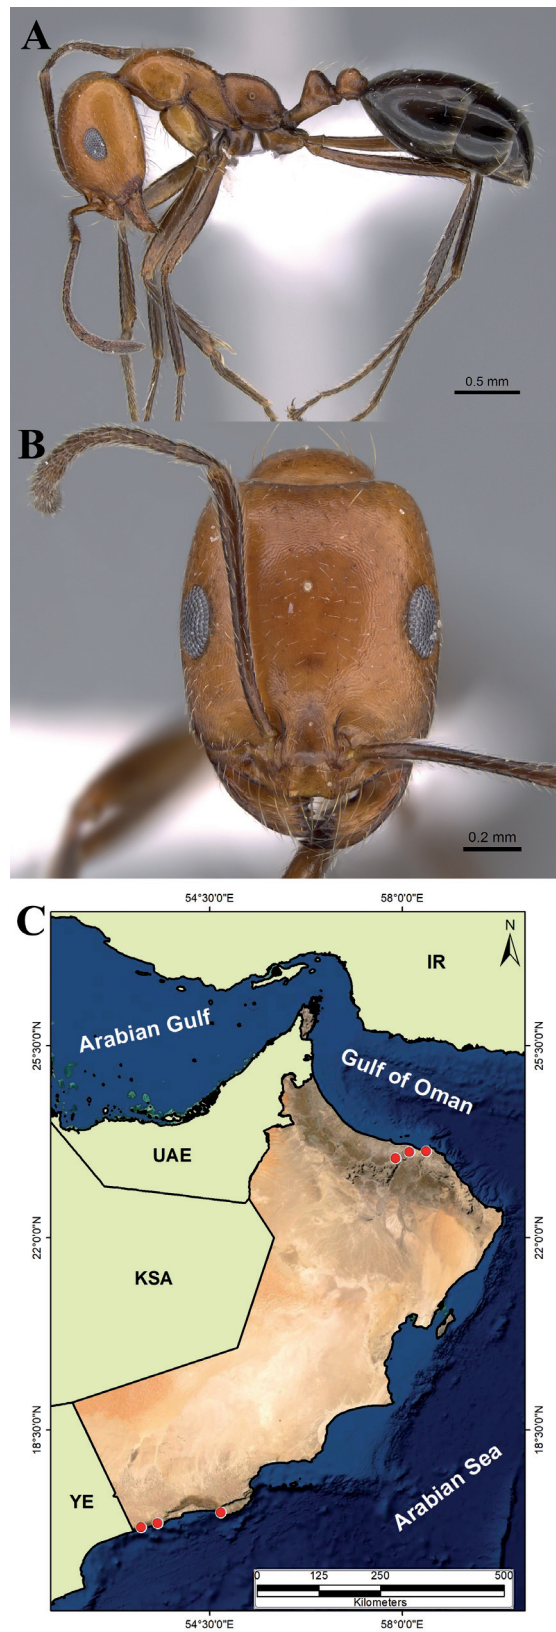 A
0.5 mm
B
0.2 mm
C
54°30'0"E
58°0'0"E
N
IR
Arabian Gulf
25°30'0"N
25°30'0"N
Gulf of Oman
UAE
22°0'0"N
22°0'0"N
KSA
18°30'0"N
18°30'0"N
YE
Arabian Sea
0
125
250
500
Kilometers
54°30'0"E
58°0'0"E